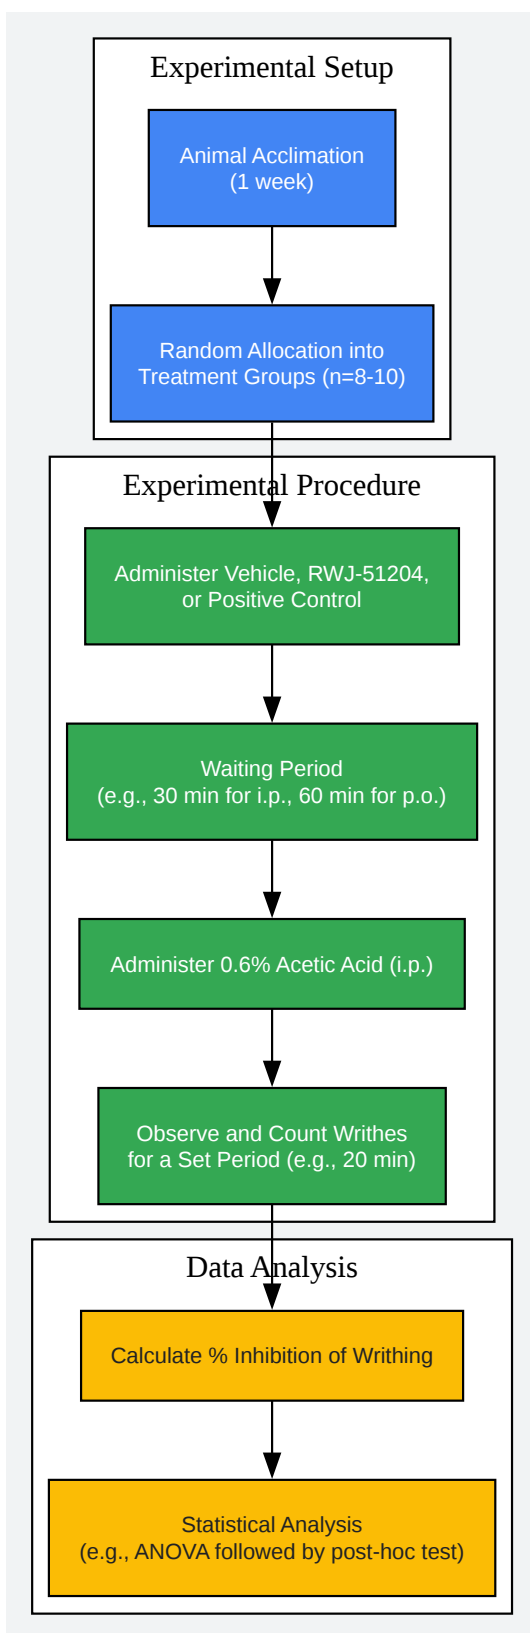 Experimental Setup
Animal Acclimation
(1 week)
Random Allocation into
Treatment Groups (n=8-10)
Experimental Procedure
Administer Vehicle, RWJ-51204,
or Positive Control
Waiting Period
(e.g., 30 min for i.p., 60 min for p.o.)
Administer 0.6% Acetic Acid (i.p.)
Observe and Count Writhes
for a Set Period (e.g., 20 min)
Data Analysis
Calculate % Inhibition of Writhing
Statistical Analysis
(e.g., ANOVA followed by post-hoc test)